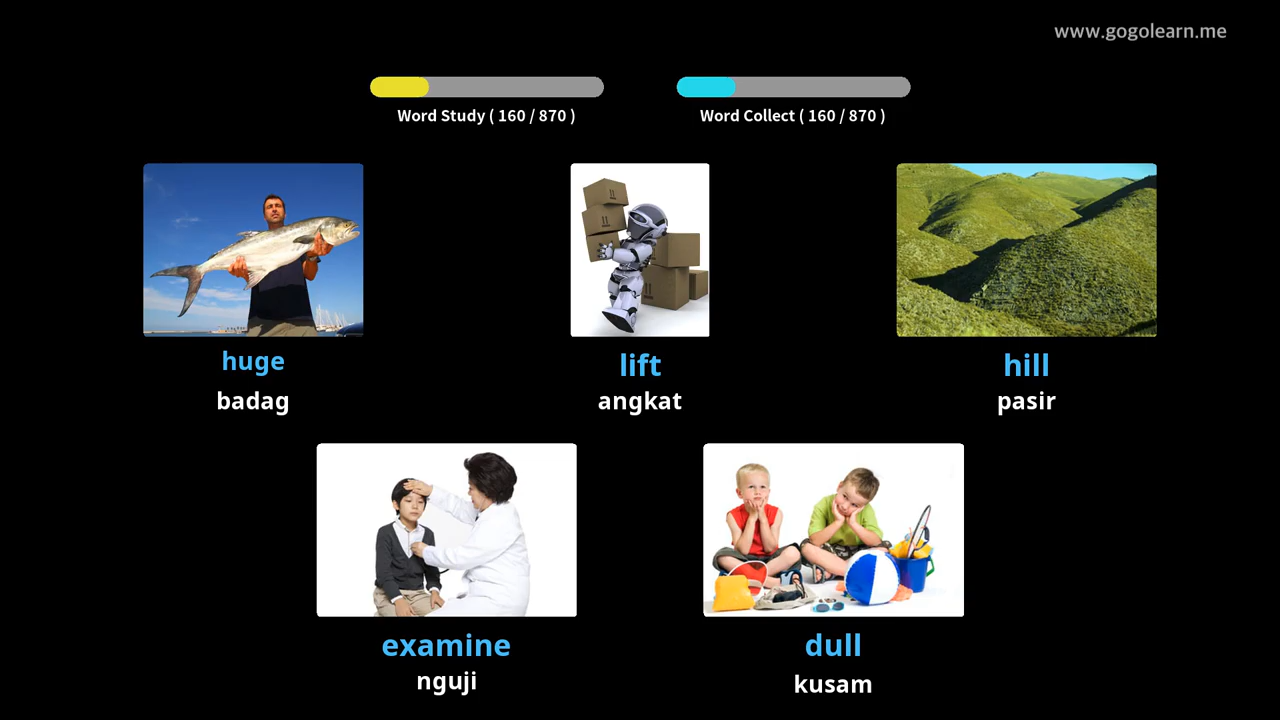 www.gogolearn.me
Word Study ( 160 / 870 )
Word Collect ( 160 / 870 )
huge
badag
lift
angkat
hill
pasir
examine
nguji
dull
kusam